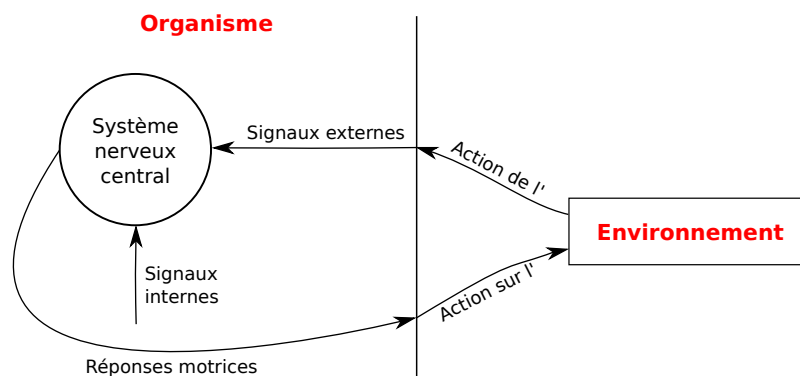 Organisme
Système
nerveux
central
Signaux externes
Action de l'
Environnement
Signaux
internes
Action sur l'
Réponses motrices